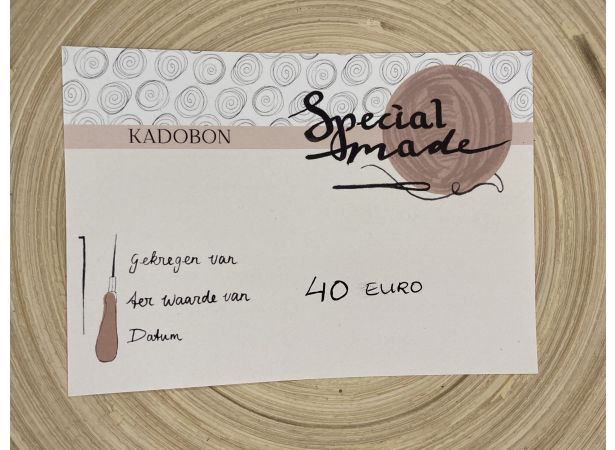 Special
made
KADOBON
Gekregen van
ter waarde van 40 EURO
Datum